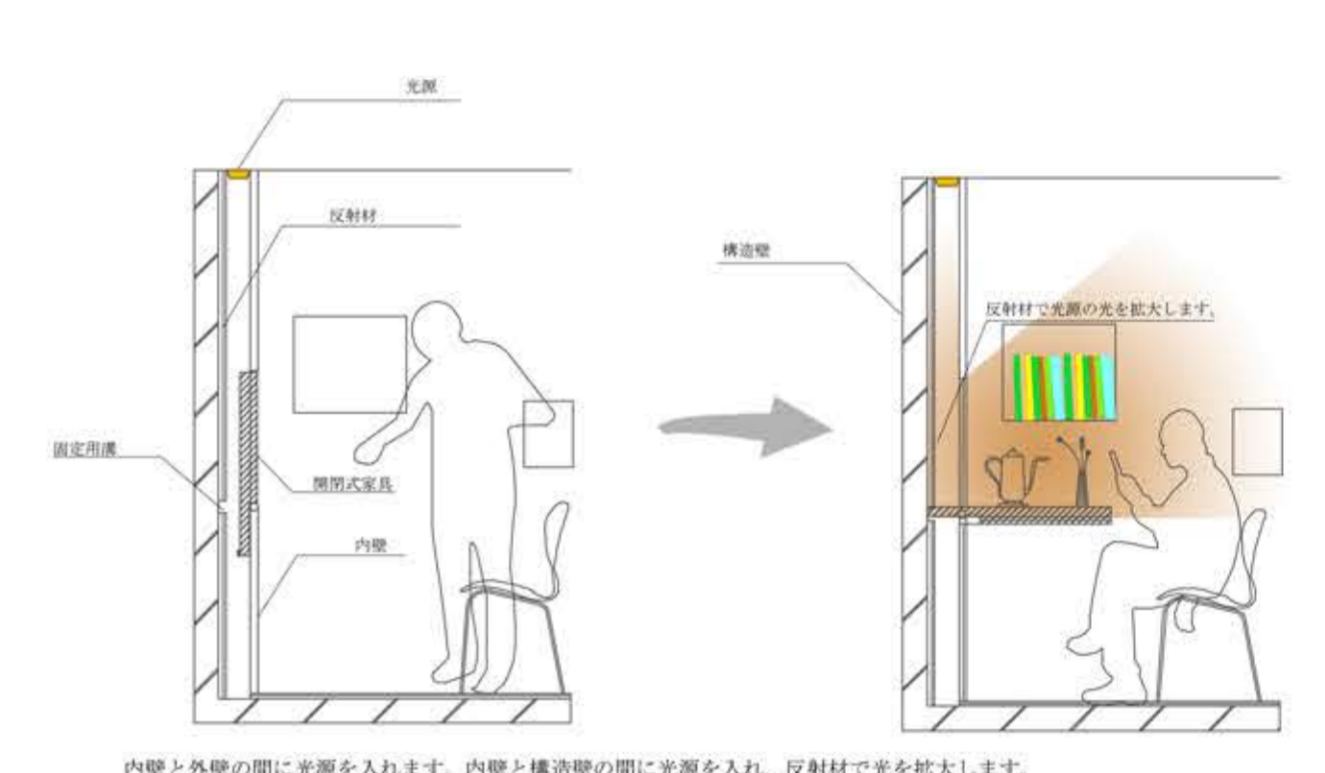 光源
反射材
構造壁
反射材で光源の光を拡大します。
固定用溝
開閉式家具
内壁
内壁と外壁の間に光源を入れます。内壁と構造壁の間に光源を入れ、反射材で光を拡大します。